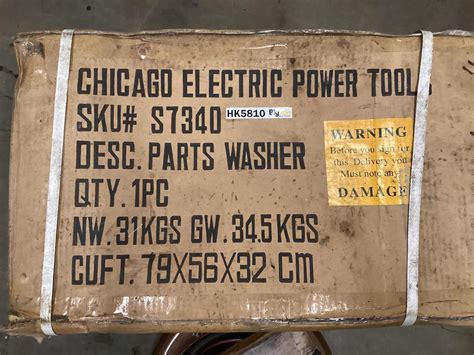 CHICAGO ELECTRIC POWER TOOLS
SKU# S7340
HK5810
DESC. PARTS WASHER
QTY. 1PC
NW. 31KGS GW. 34.5KGS
CUFT. 79X56X32 CM
WARNING
Before you sign for
this Delivery you
Must note any
DAMAGE